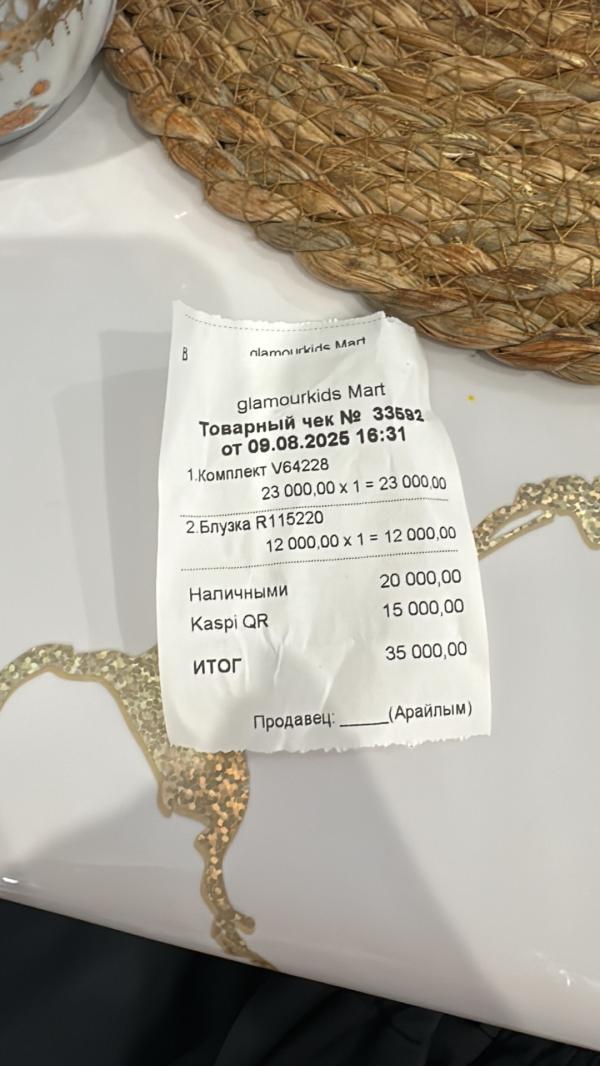 B glamourkids Mart
glamourkids Mart
Товарный чек № 33592
от 09.08.2025 16:31
1.Комплект V64228
23 000,00 x 1 = 23 000,00
2.Блузка R115220
12 000,00 x 1 = 12 000,00
Наличными 20 000,00
Kaspi QR 15 000,00
ИТОГ 35 000,00
Продавец: _____(Арайлым)